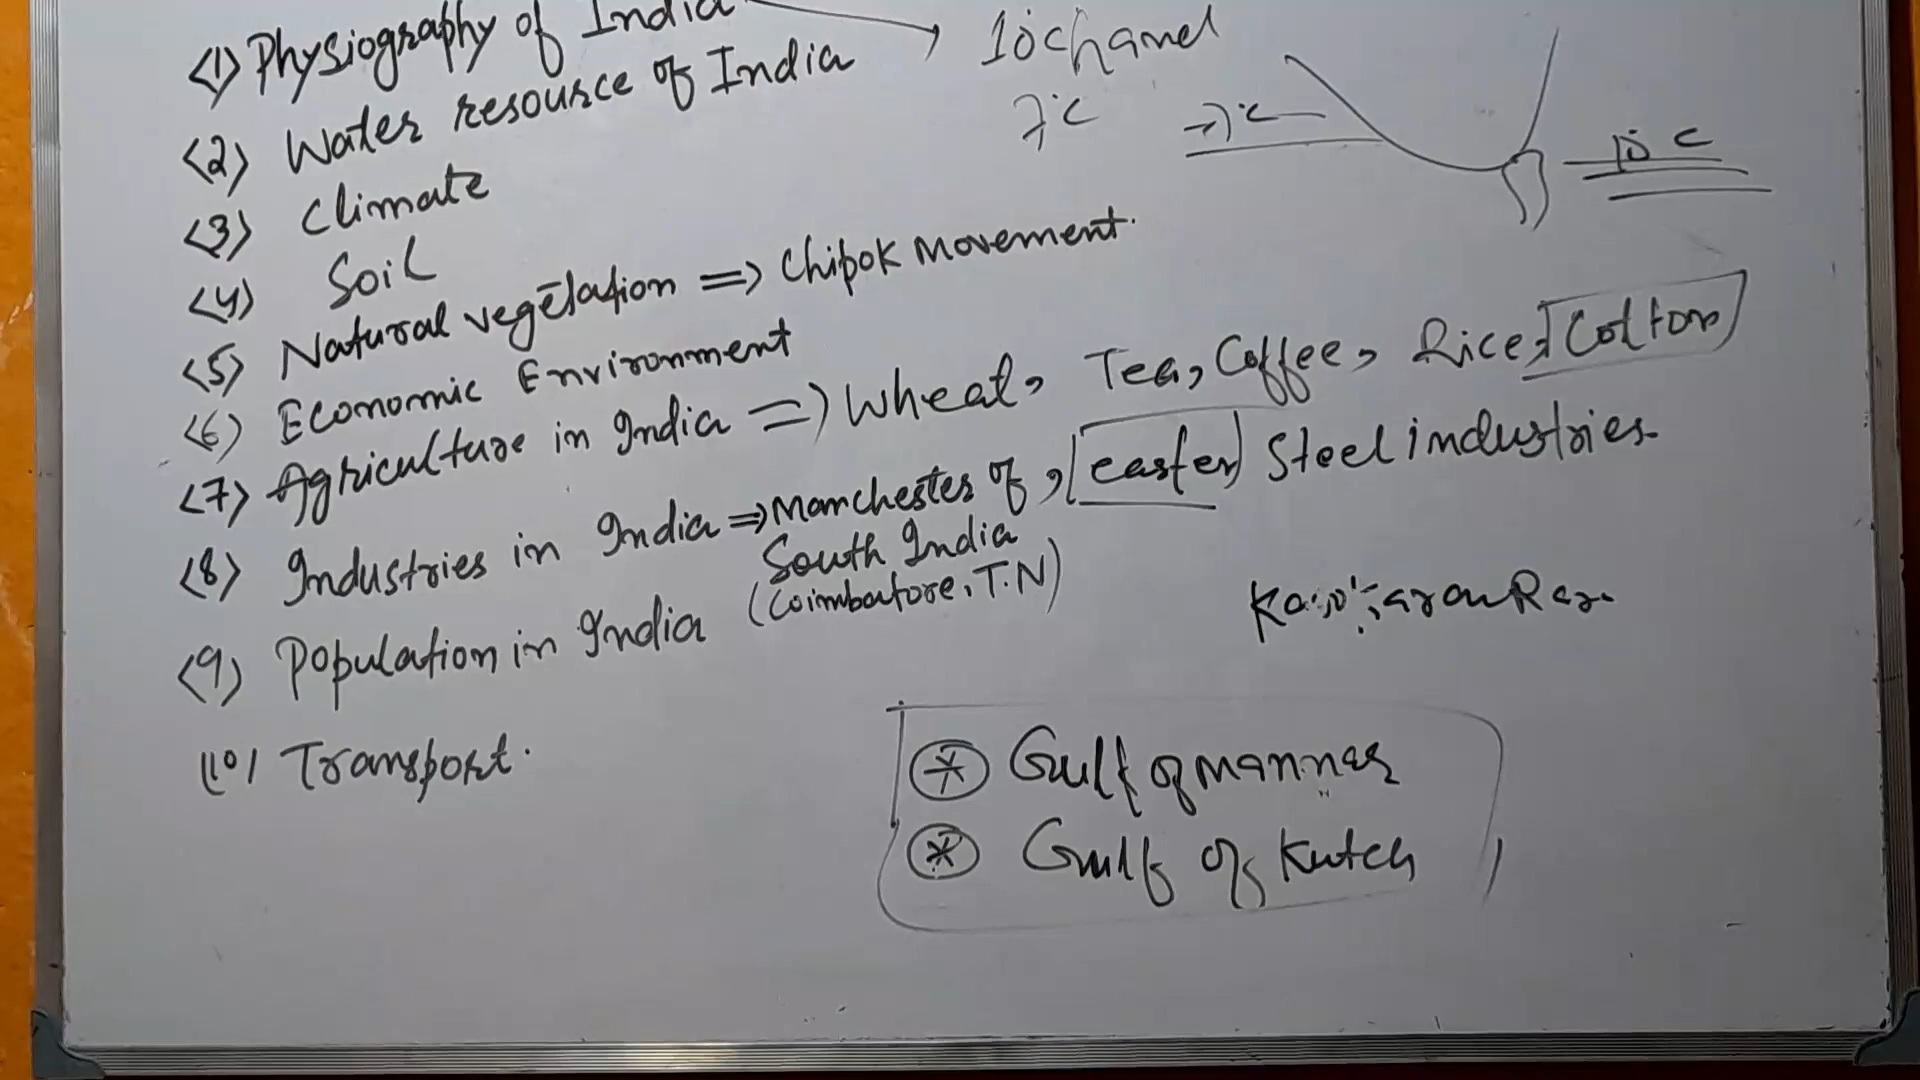 <1> Physiography of India → 10° channel
<2> Water resource of India
7°C
→ 7°C
10° C
<3> Climate
<4> Soil
<5> Natural vegetation => Chipok Movement.
<6> Economic Environment
<7> Agriculture in India => Wheat, Tea, Coffee, Rice, Cotton
<8> Industries in India => Manchester of, easter Steel industries.
South India
(Coimbatore, T.N)
<9> Population in India
(10) Transport.
* Gulf of mannar
* Gulf of Kutch